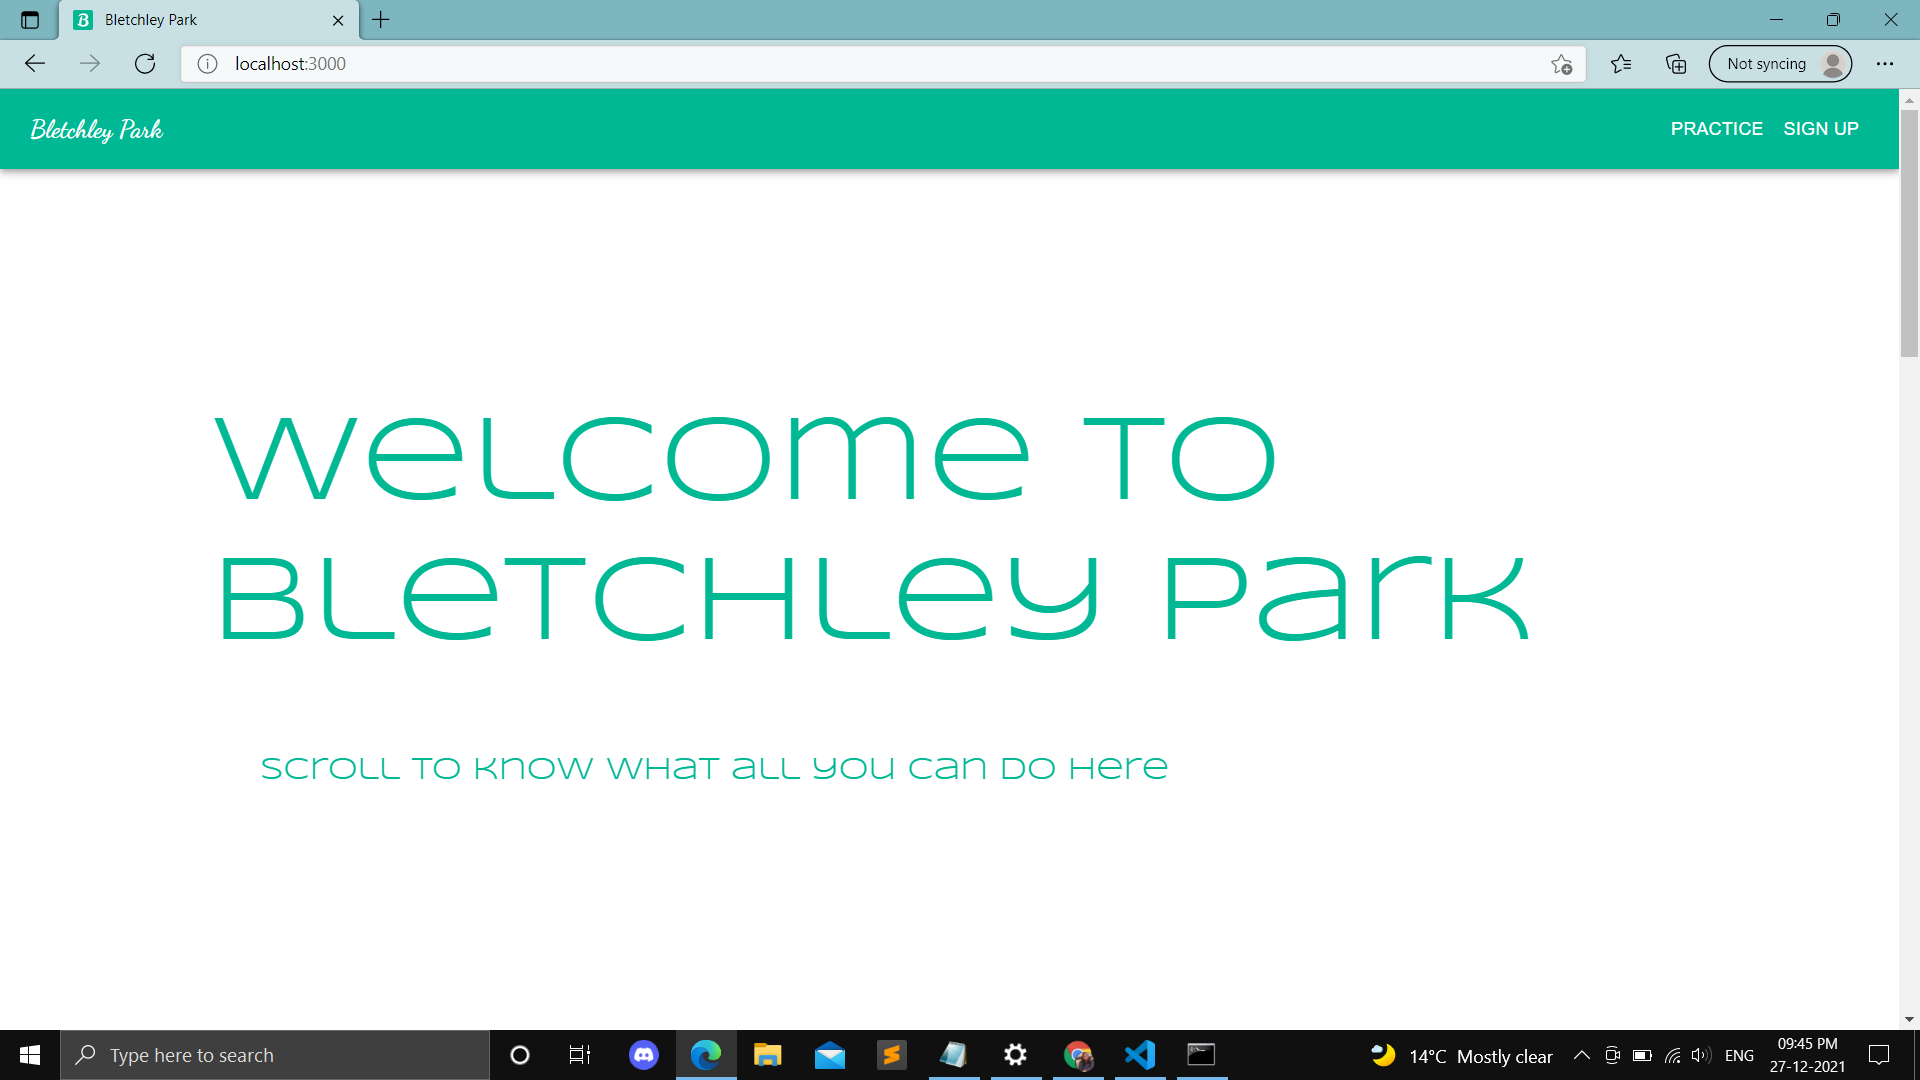 Bletchley Park
localhost:3000
Not syncing
Bletchley Park
PRACTICE SIGN UP
Welcome to
Bletchley Park
Scroll to know what all you can do here
Type here to search
14°C Mostly clear
ENG
09:45 PM
27-12-2021